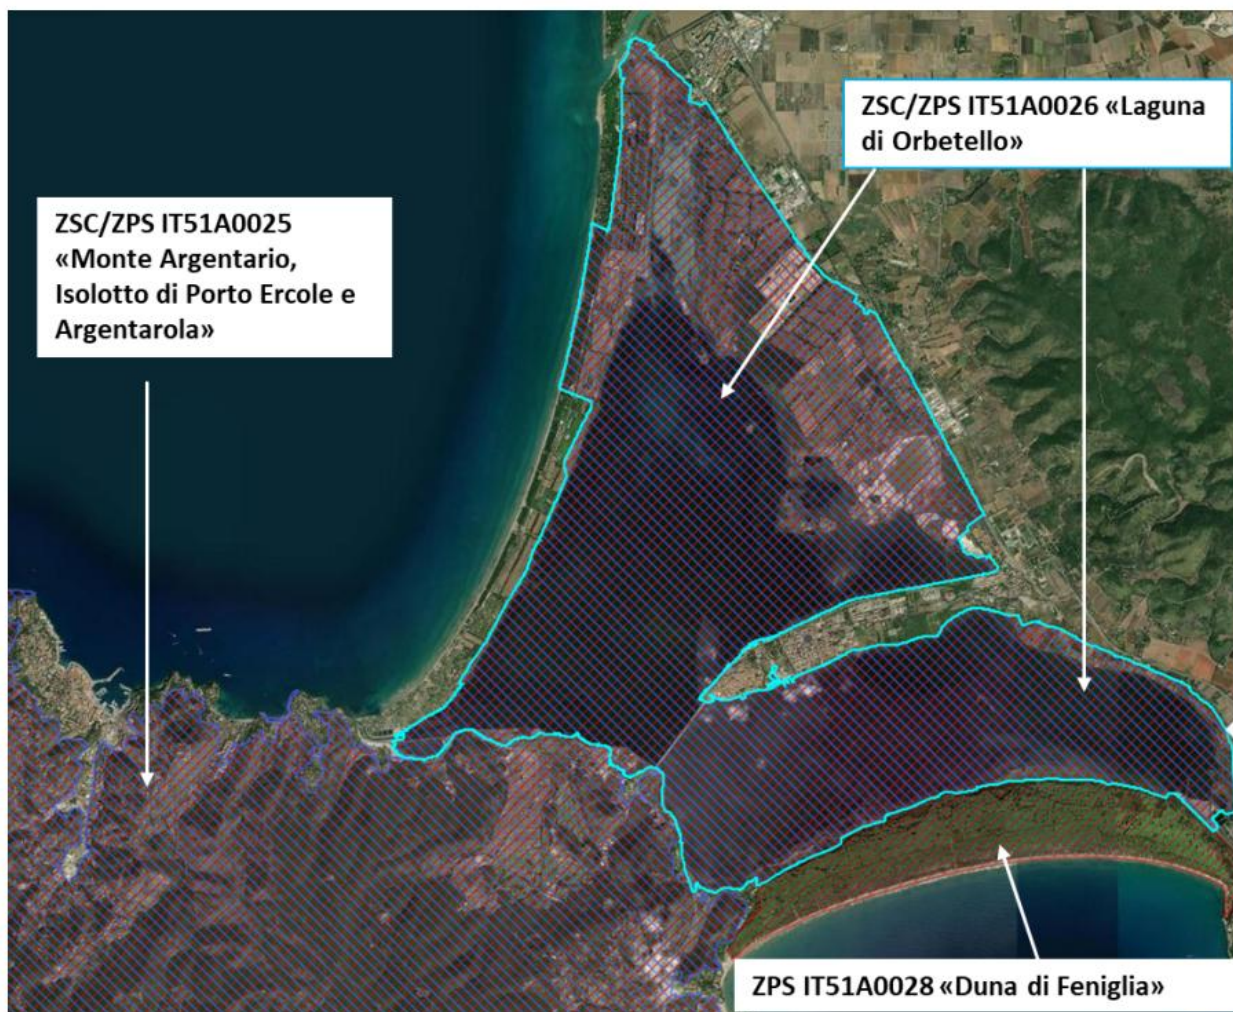 ZSC/ZPS IT51A0026 «Laguna
di Orbetello»
ZSC/ZPS IT51A0025
«Monte Argentario,
Isolotto di Porto Ercole e
Argentarola»
ZPS IT51A0028 «Duna di Feniglia»